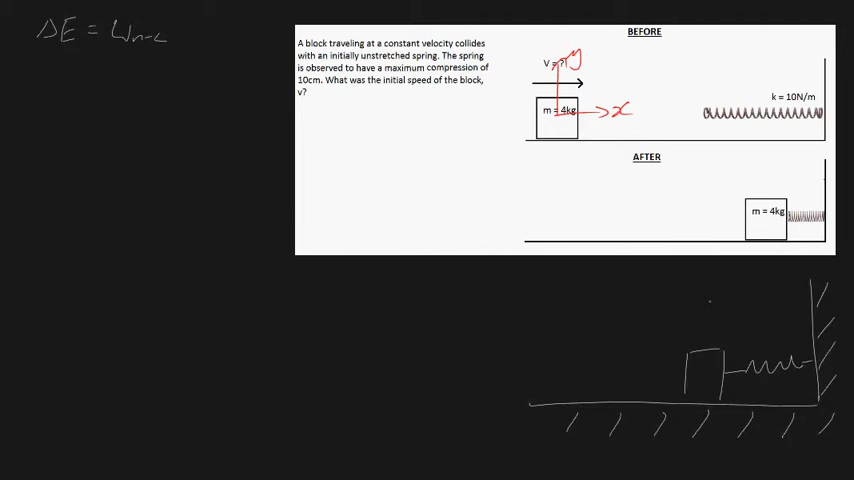 ΔE = Wn-c
A block traveling at a constant velocity collides
with an initially unstretched spring. The spring
is observed to have a maximum compression of
10cm. What was the initial speed of the block,
v?
BEFORE
V = ?
y
m = 4kg
x
k = 10N/m
AFTER
m = 4kg